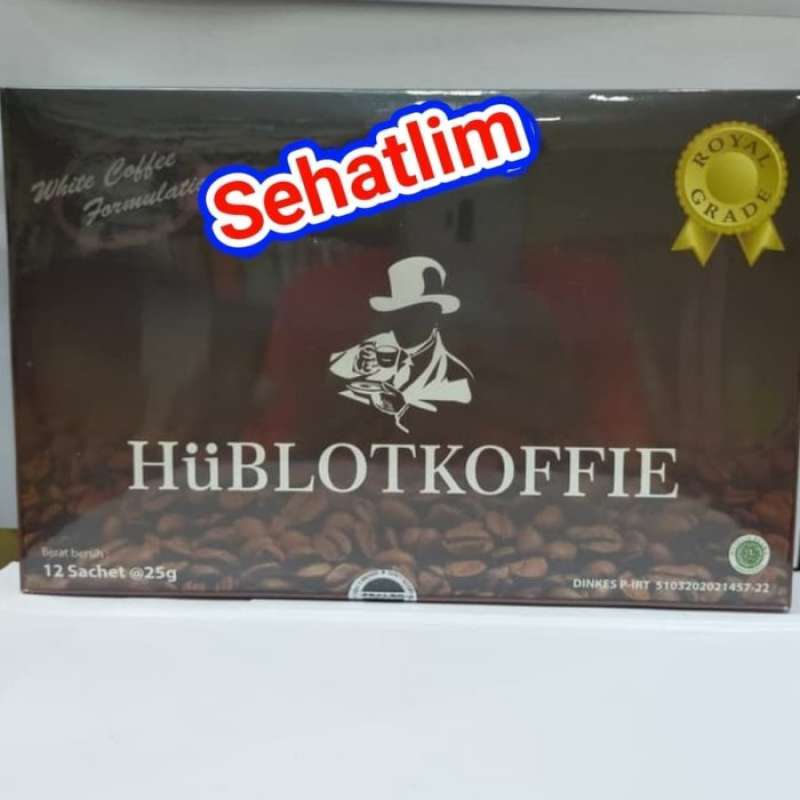 White Coffee
Formulatio
Sehatlim
ROYAL
GRADE
HüBLOTKOFFIE
Berat bersih :
12 Sachet @25g
DINKES P-IRT 5103202021457-22